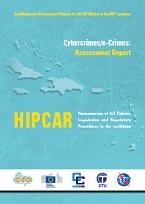 Establishment of Harmonized Policies for the ICT Market in the ACP countries
Cybercrimes/e-Crimes:
Assessment Report
HIPCAR
Harmonization of ICT Policies,
Legislation and Regulatory
Procedures in the Caribbean
CTU